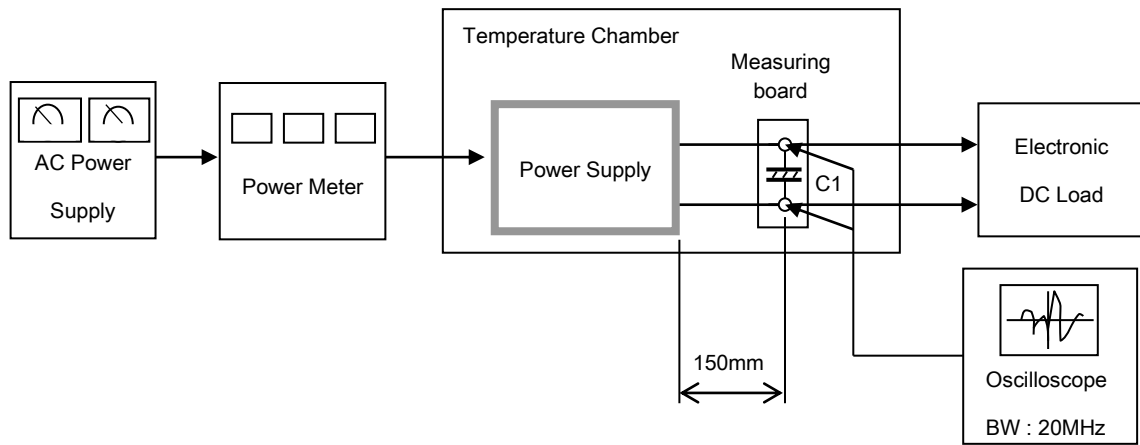 Temperature Chamber
Measuring
board
AC Power
Supply
Power Meter
Power Supply
C1
Electronic
DC Load
150mm
Oscilloscope
BW : 20MHz